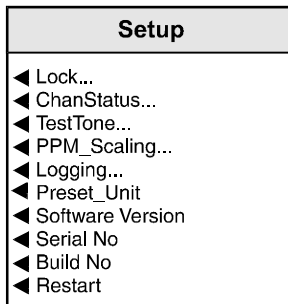 Setup
Lock...
ChanStatus...
TestTone...
PPM_Scaling...
Logging...
Preset_Unit
Software Version
Serial No
Build No
Restart